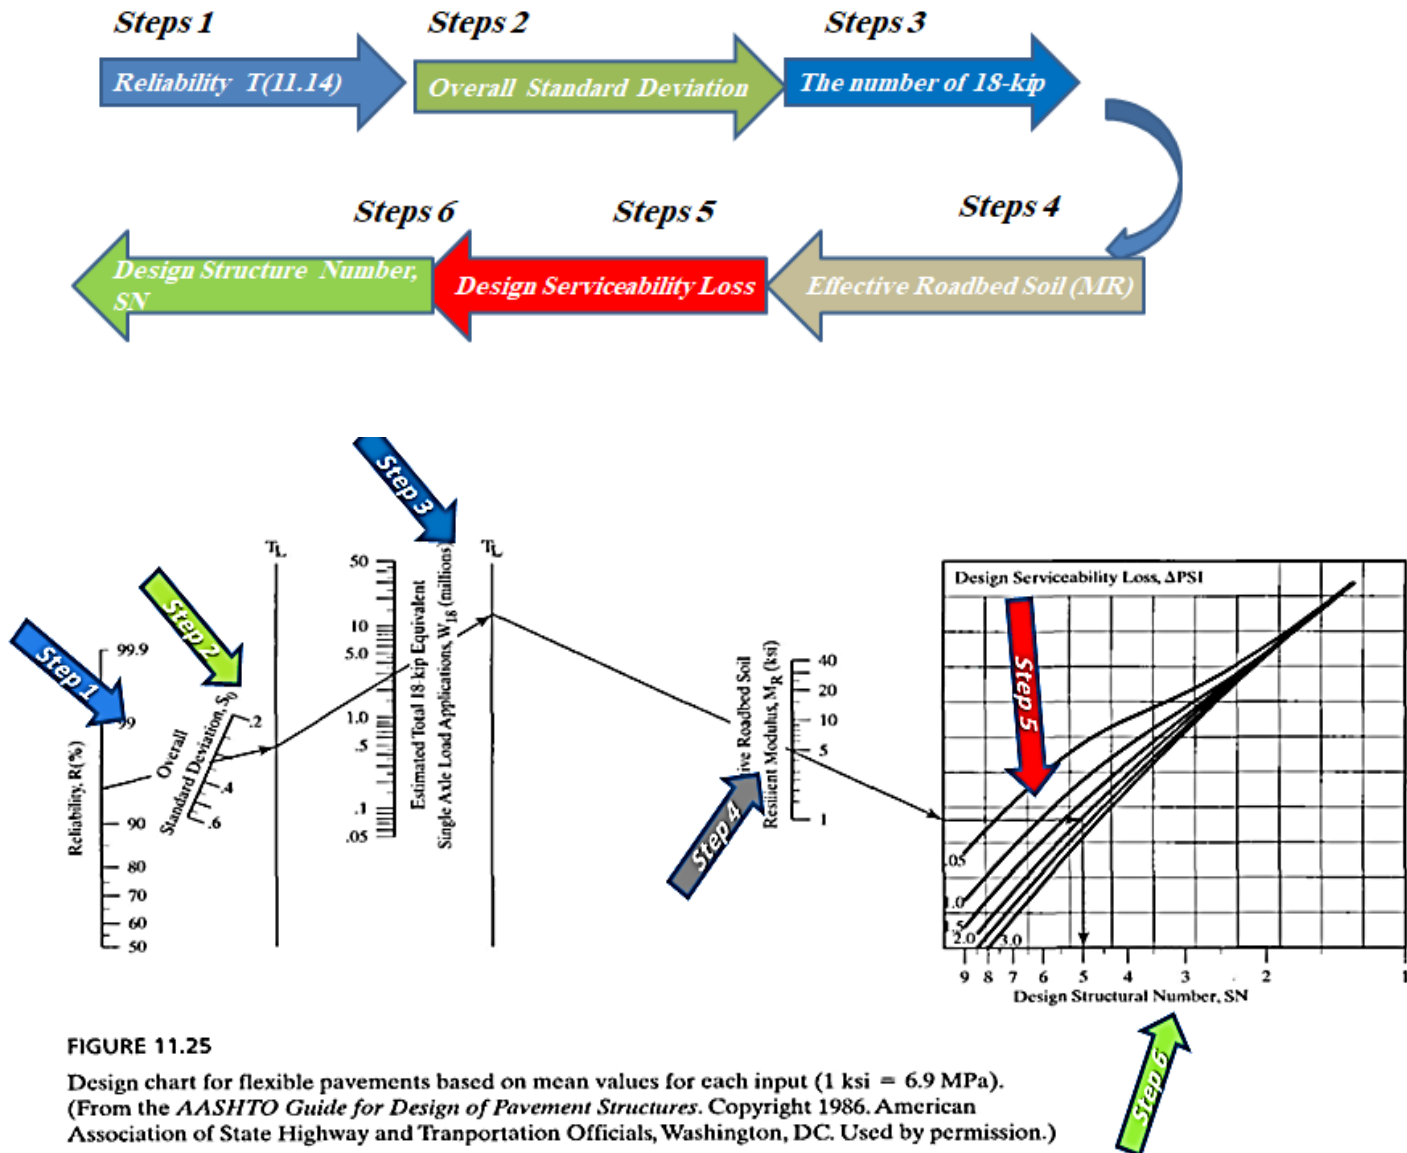 Steps 1
Steps 2
Steps 3
Reliability T(11.14)
Overall Standard Deviation
The number of 18-kip
Steps 6
Steps 5
Steps 4
Design Structure Number,
SN
Design Serviceability Loss
Effective Roadbed Soil (MR)
Step 1
Step 2
Step 3
Step 4
Step 5
Step 6
Reliability, R(%)
99.9
99
90
80
70
60
50
Overall
Standard Deviation, S0
.2
.4
.6
TL
Estimated Total 18-kip Equivalent
Single Axle Load Applications, W18 (millions)
50
10
5.0
1.0
.5
.1
.05
TL
ive Roadbed Soil
Resilient Modulus, MR (ksi)
40
20
10
5
1
Design Serviceability Loss, ΔPSI
.05
1.0
1.5
2.0
3.0
9 8 7 6 5 4 3 2 1
Design Structural Number, SN
FIGURE 11.25
Design chart for flexible pavements based on mean values for each input (1 ksi = 6.9 MPa).
(From the AASHTO Guide for Design of Pavement Structures. Copyright 1986. American
Association of State Highway and Tranportation Officials, Washington, DC. Used by permission.)